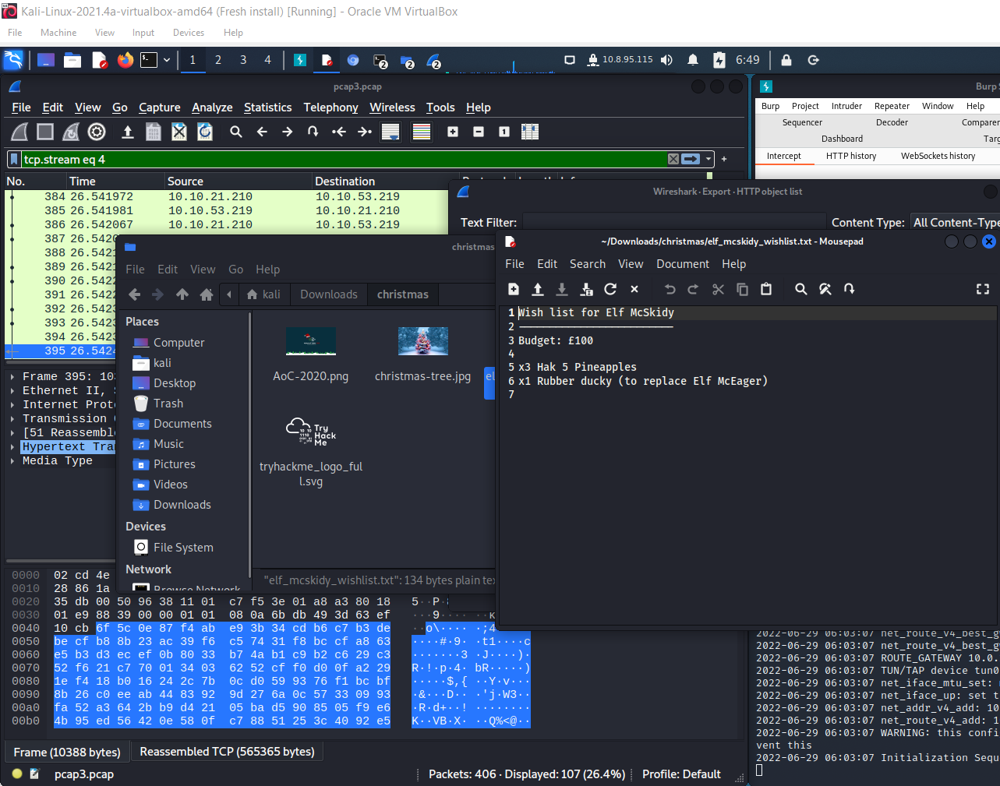 Kali-Linux-2021.4a-virtualbox-amd64 (Fresh install) [Running] - Oracle VM VirtualBox
File Machine View Input Devices Help
1 2 3 4 2 2 2 10.8.95.115 6:49
pcap3.pcap
File Edit View Go Capture Analyze Statistics Telephony Wireless Tools Help
tcp.stream eq 4
No. Time Source Destination
384 26.541972 10.10.21.210 10.10.53.219
385 26.541981 10.10.53.219 10.10.21.210
386 26.542067 10.10.21.210 10.10.53.219
387 26.5420
388 26.5421
389 26.5421
390 26.5422
391 26.5422
392 26.5422
393 26.5422
394 26.5423
395 26.5424
Frame 395: 103
Ethernet II, S
Internet Proto
Transmission
[51 Reassemble
Hypertext Tran
Media Type
0000 02 cd 4e
0010 28 86 1a
0020 35 db 00 50 96 38 11 01 c7 f5 3e 01 a8 a3 80 18
0030 01 e9 88 39 00 00 01 01 08 0a 6b db 49 3d 63 ef
0040 10 cb 6f 5c 0e 87 f4 ab e9 3b 34 cd b6 c7 b3 de
0050 be cf b8 8b 23 ac 39 f6 c5 74 31 f8 bc cf a8 63
0060 e5 b3 d3 ec ef 0b 80 33 b7 4a b1 c9 b2 c6 29 c3
0070 52 f6 21 c7 70 01 34 03 62 52 cf f0 d0 0f a2 29
0080 1e f4 18 b0 16 24 2c 7b 0c d0 59 93 76 f1 bc bf
0090 8b 26 c0 ee ab 44 83 92 9d 27 6a 0c 57 33 09 93
00a0 fa 52 a3 64 2b b9 d4 21 05 ba d5 90 85 05 f9 e6
00b0 4b 95 ed 56 42 0e 58 0f c7 88 51 25 3c 40 92 e5
5··P·8
···9····
·o\·····;4
····#·9··t1····c
·······3·J····)·
R·!·p·4·bR·····)
·····$,{··Y·v···
·&···D···'j·W3··
·R·d+··!········
K··VB·X···Q%<@··
Frame (10388 bytes) Reassembled TCP (565365 bytes)
pcap3.pcap Packets: 406 · Displayed: 107 (26.4%) Profile: Default
christmas
File Edit View Go Help
kali Downloads christmas
Places
Computer
kali
Desktop
Trash
Documents
Music
Pictures
Videos
Downloads
Devices
File System
Network
Browse Network
AoC-2020.png christmas-tree.jpg el
Try
Hack
Me
tryhackme_logo_ful
l.svg
"elf_mcskidy_wishlist.txt": 134 bytes plain tex
Wireshark · Export · HTTP object list
Text Filter: Content Type: All Content-Type
~/Downloads/christmas/elf_mcskidy_wishlist.txt - Mousepad
File Edit Search View Document Help
1 Wish list for Elf McSkidy
2 -------------------------
3 Budget: £100
4
5 x3 Hak 5 Pineapples
6 x1 Rubber ducky (to replace Elf McEager)
7
Burp S
Burp Project Intruder Repeater Window Help
Sequencer Decoder Comparer
Dashboard Targ
Intercept HTTP history WebSockets history
2022-06-29 06:03:07 net_route_v4_best_g
2022-06-29 06:03:07 net_route_v4_best_g
2022-06-29 06:03:07 ROUTE_GATEWAY 10.0.
2022-06-29 06:03:07 TUN/TAP device tun0
2022-06-29 06:03:07 net_iface_mtu_set:
2022-06-29 06:03:07 net_iface_up: set t
2022-06-29 06:03:07 net_addr_v4_add: 10
2022-06-29 06:03:07 net_route_v4_add: 1
2022-06-29 06:03:07 WARNING: this confi
vent this
2022-06-29 06:03:07 Initialization Sequ